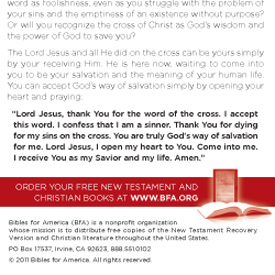 word as foolishness, even as you struggle with the problem of
your sins and the emptiness of an existence without purpose?
Or will you recognize the cross of Christ as God's wisdom and
the power of God to save you?
The Lord Jesus and all He did on the cross can be yours simply
by your receiving Him. He is here now, waiting to come into
you to be your salvation and the meaning of your human life.
You can accept God's way of salvation simply by opening your
heart and praying:
"Lord Jesus, thank You for the word of the cross. I accept
this word. I confess that I am a sinner. Thank You for dying
for my sins on the cross. You are truly God's way of salvation
for me. Lord Jesus, I open my heart to You. Come into me.
I receive You as my Savior and my life. Amen."
ORDER YOUR FREE NEW TESTAMENT AND
CHRISTIAN BOOKS AT WWW.BFA.ORG
Bibles for America (BfA) is a nonprofit organization
whose mission is to distribute free copies of the New Testament Recovery
Version and Christian literature throughout the United States.
PO Box 17537, Irvine, CA 92623, 888.551.0102
© 2011 Bibles for America. All rights reserved.